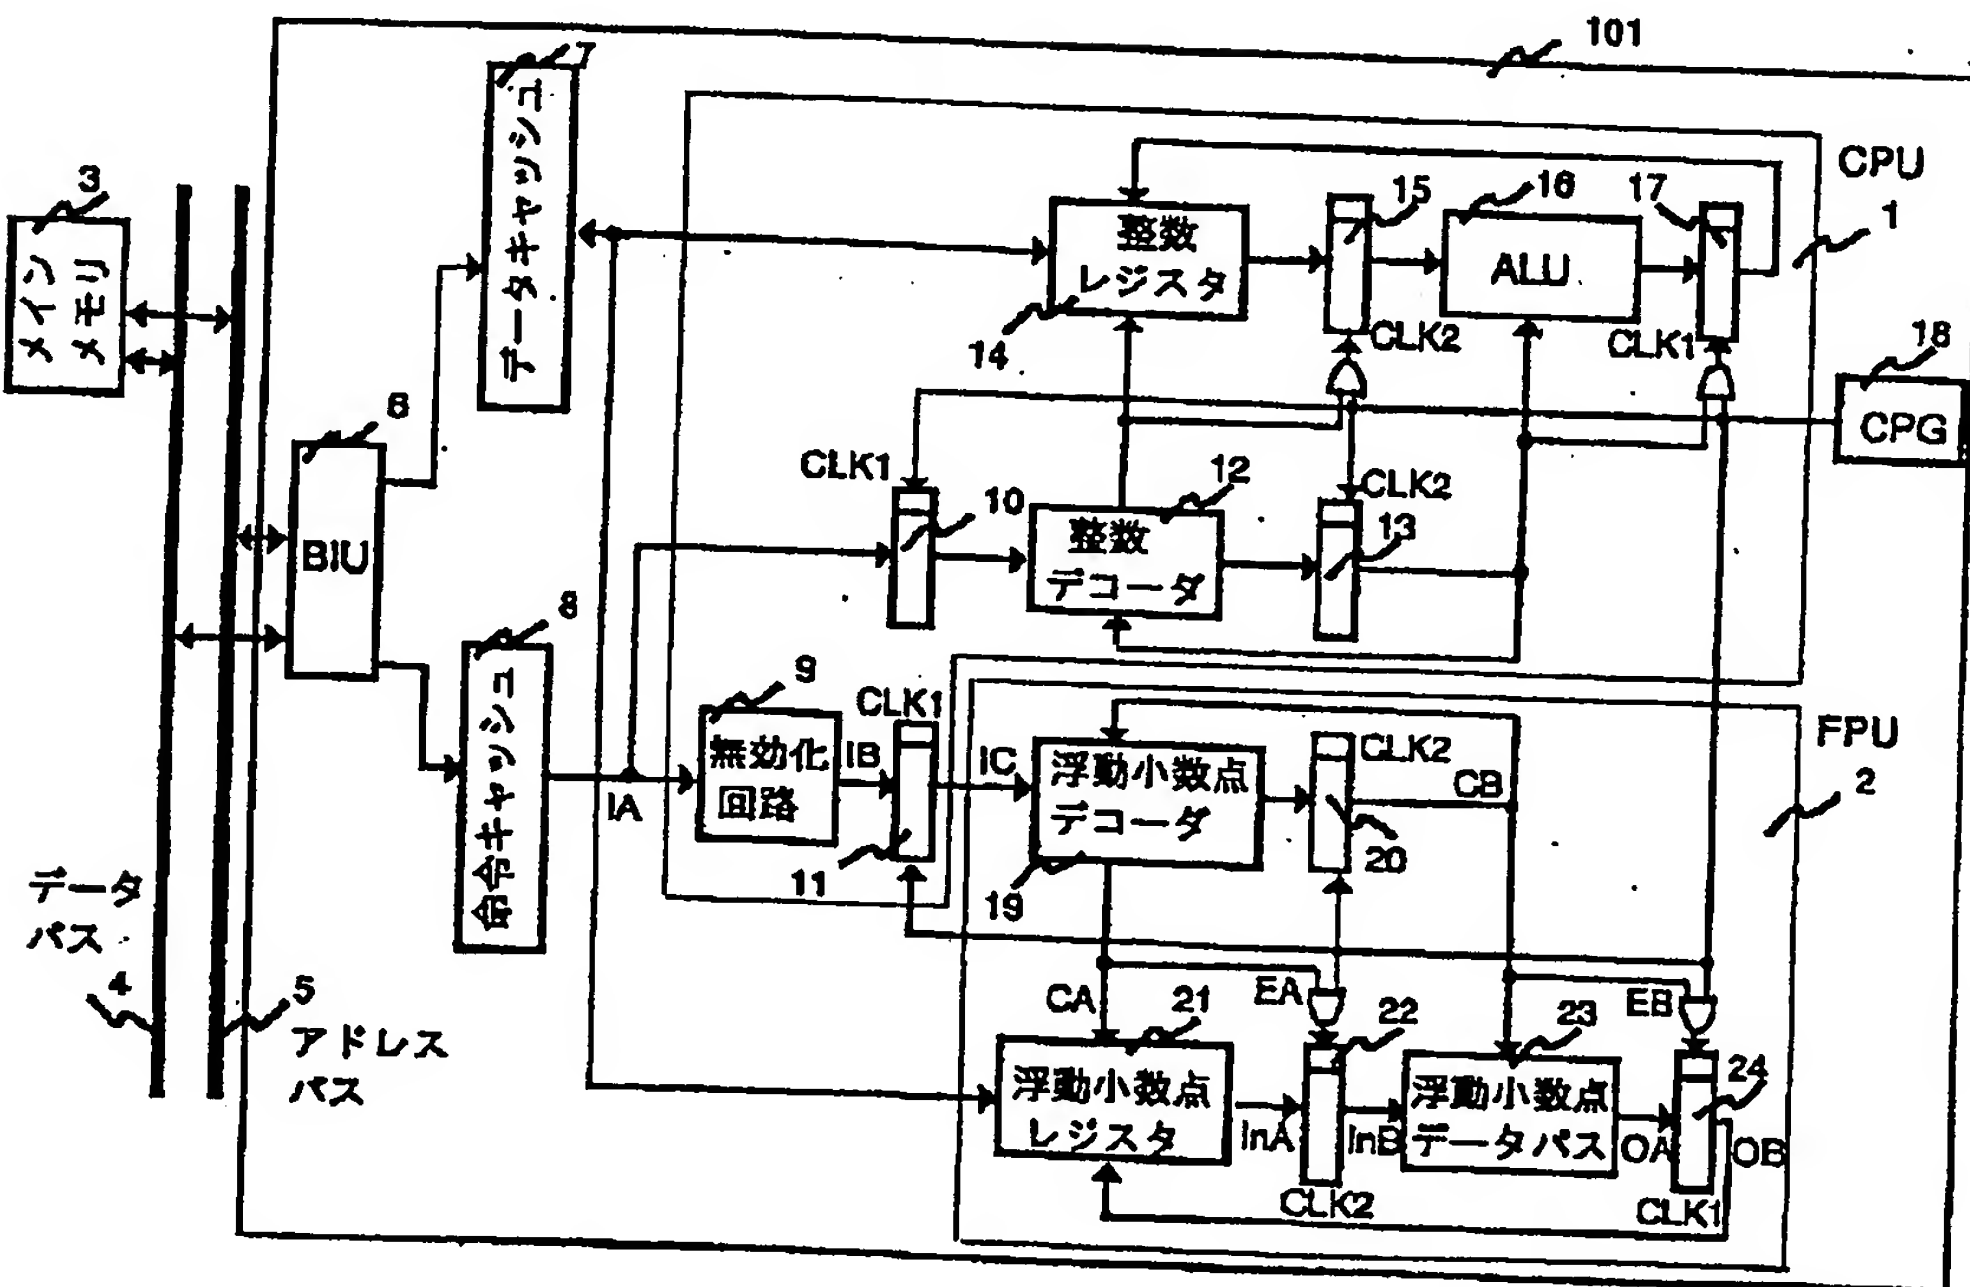 101
7
データキャッシュ
CPU
1
3
メイン
メモリ
整数
レジスタ
14
15
CLK2
16
ALU
17
CLK1
18
CPG
6
BIU
CLK1
10
12
整数
デコーダ
CLK2
13
8
命令キャッシュ
IA
9
無効化
回路
IB
CLK1
11
IC
浮動小数点
デコーダ
19
CLK2
20
CB
FPU
2
データ
バス
4
5
アドレス
バス
CA
21
浮動小数点
レジスタ
EA
22
InA
CLK2
InB
23
浮動小数点
データパス
EB
24
OA
OB
CLK1